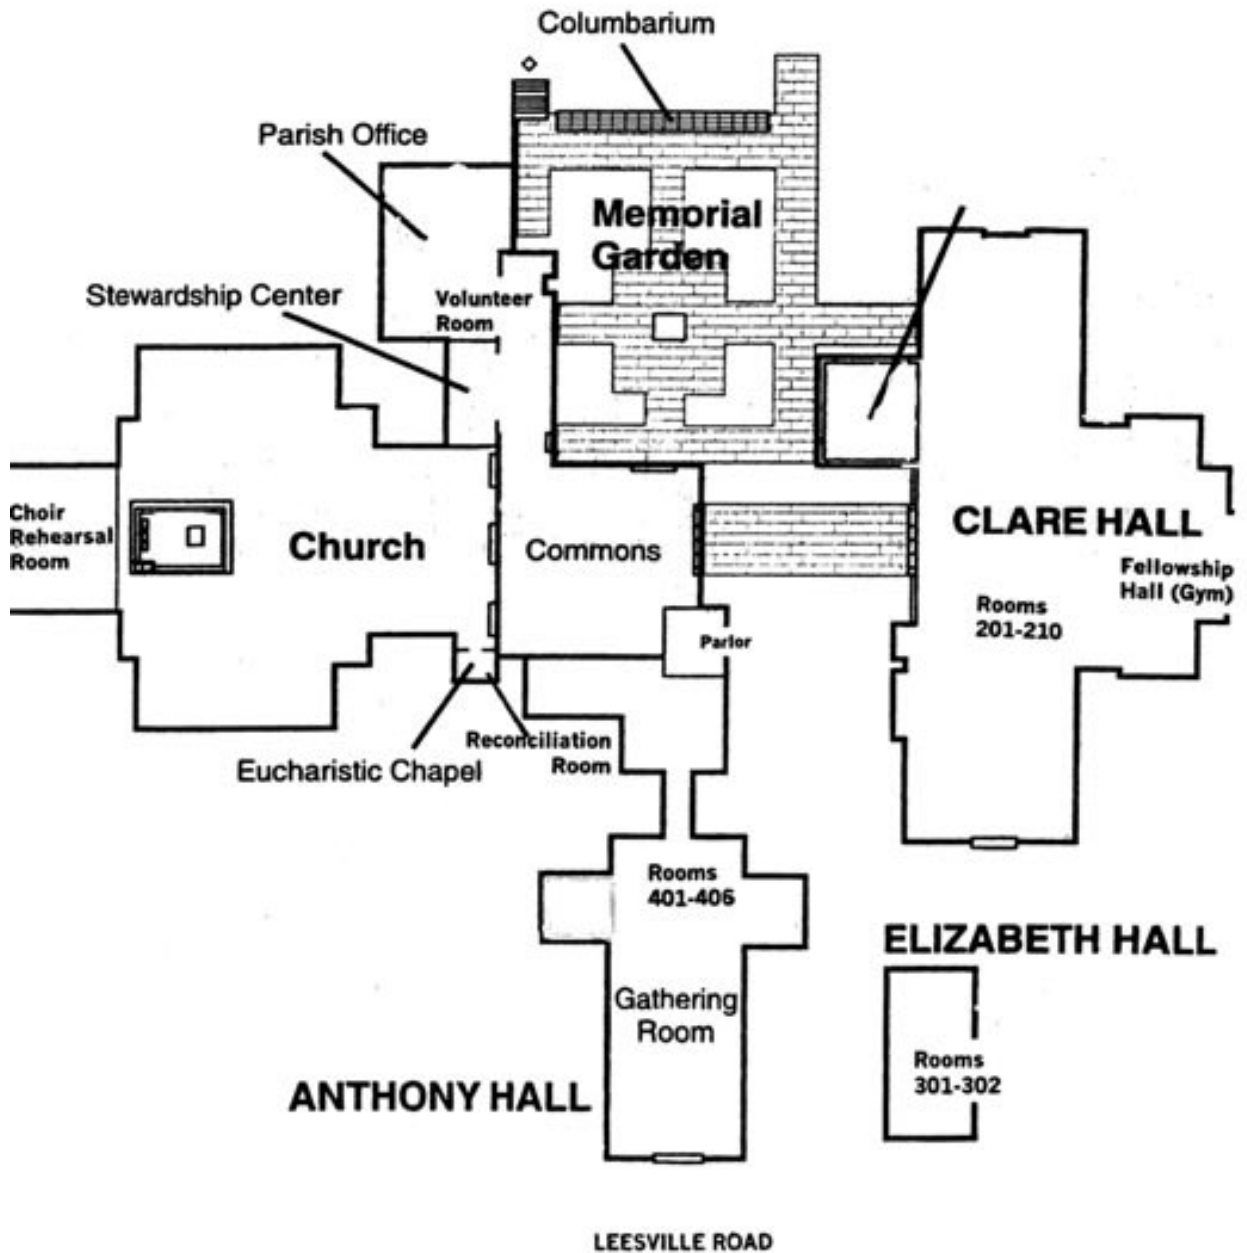 Columbarium
Parish Office
Memorial
Garden
Stewardship Center
Volunteer
Room
Choir
Rehearsal
Room
Church
Commons
CLARE HALL
Fellowship
Hall (Gym)
Rooms
201-210
Parlor
Reconciliation
Room
Eucharistic Chapel
Rooms
401-406
ELIZABETH HALL
Gathering
Room
Rooms
301-302
ANTHONY HALL
LEESVILLE ROAD